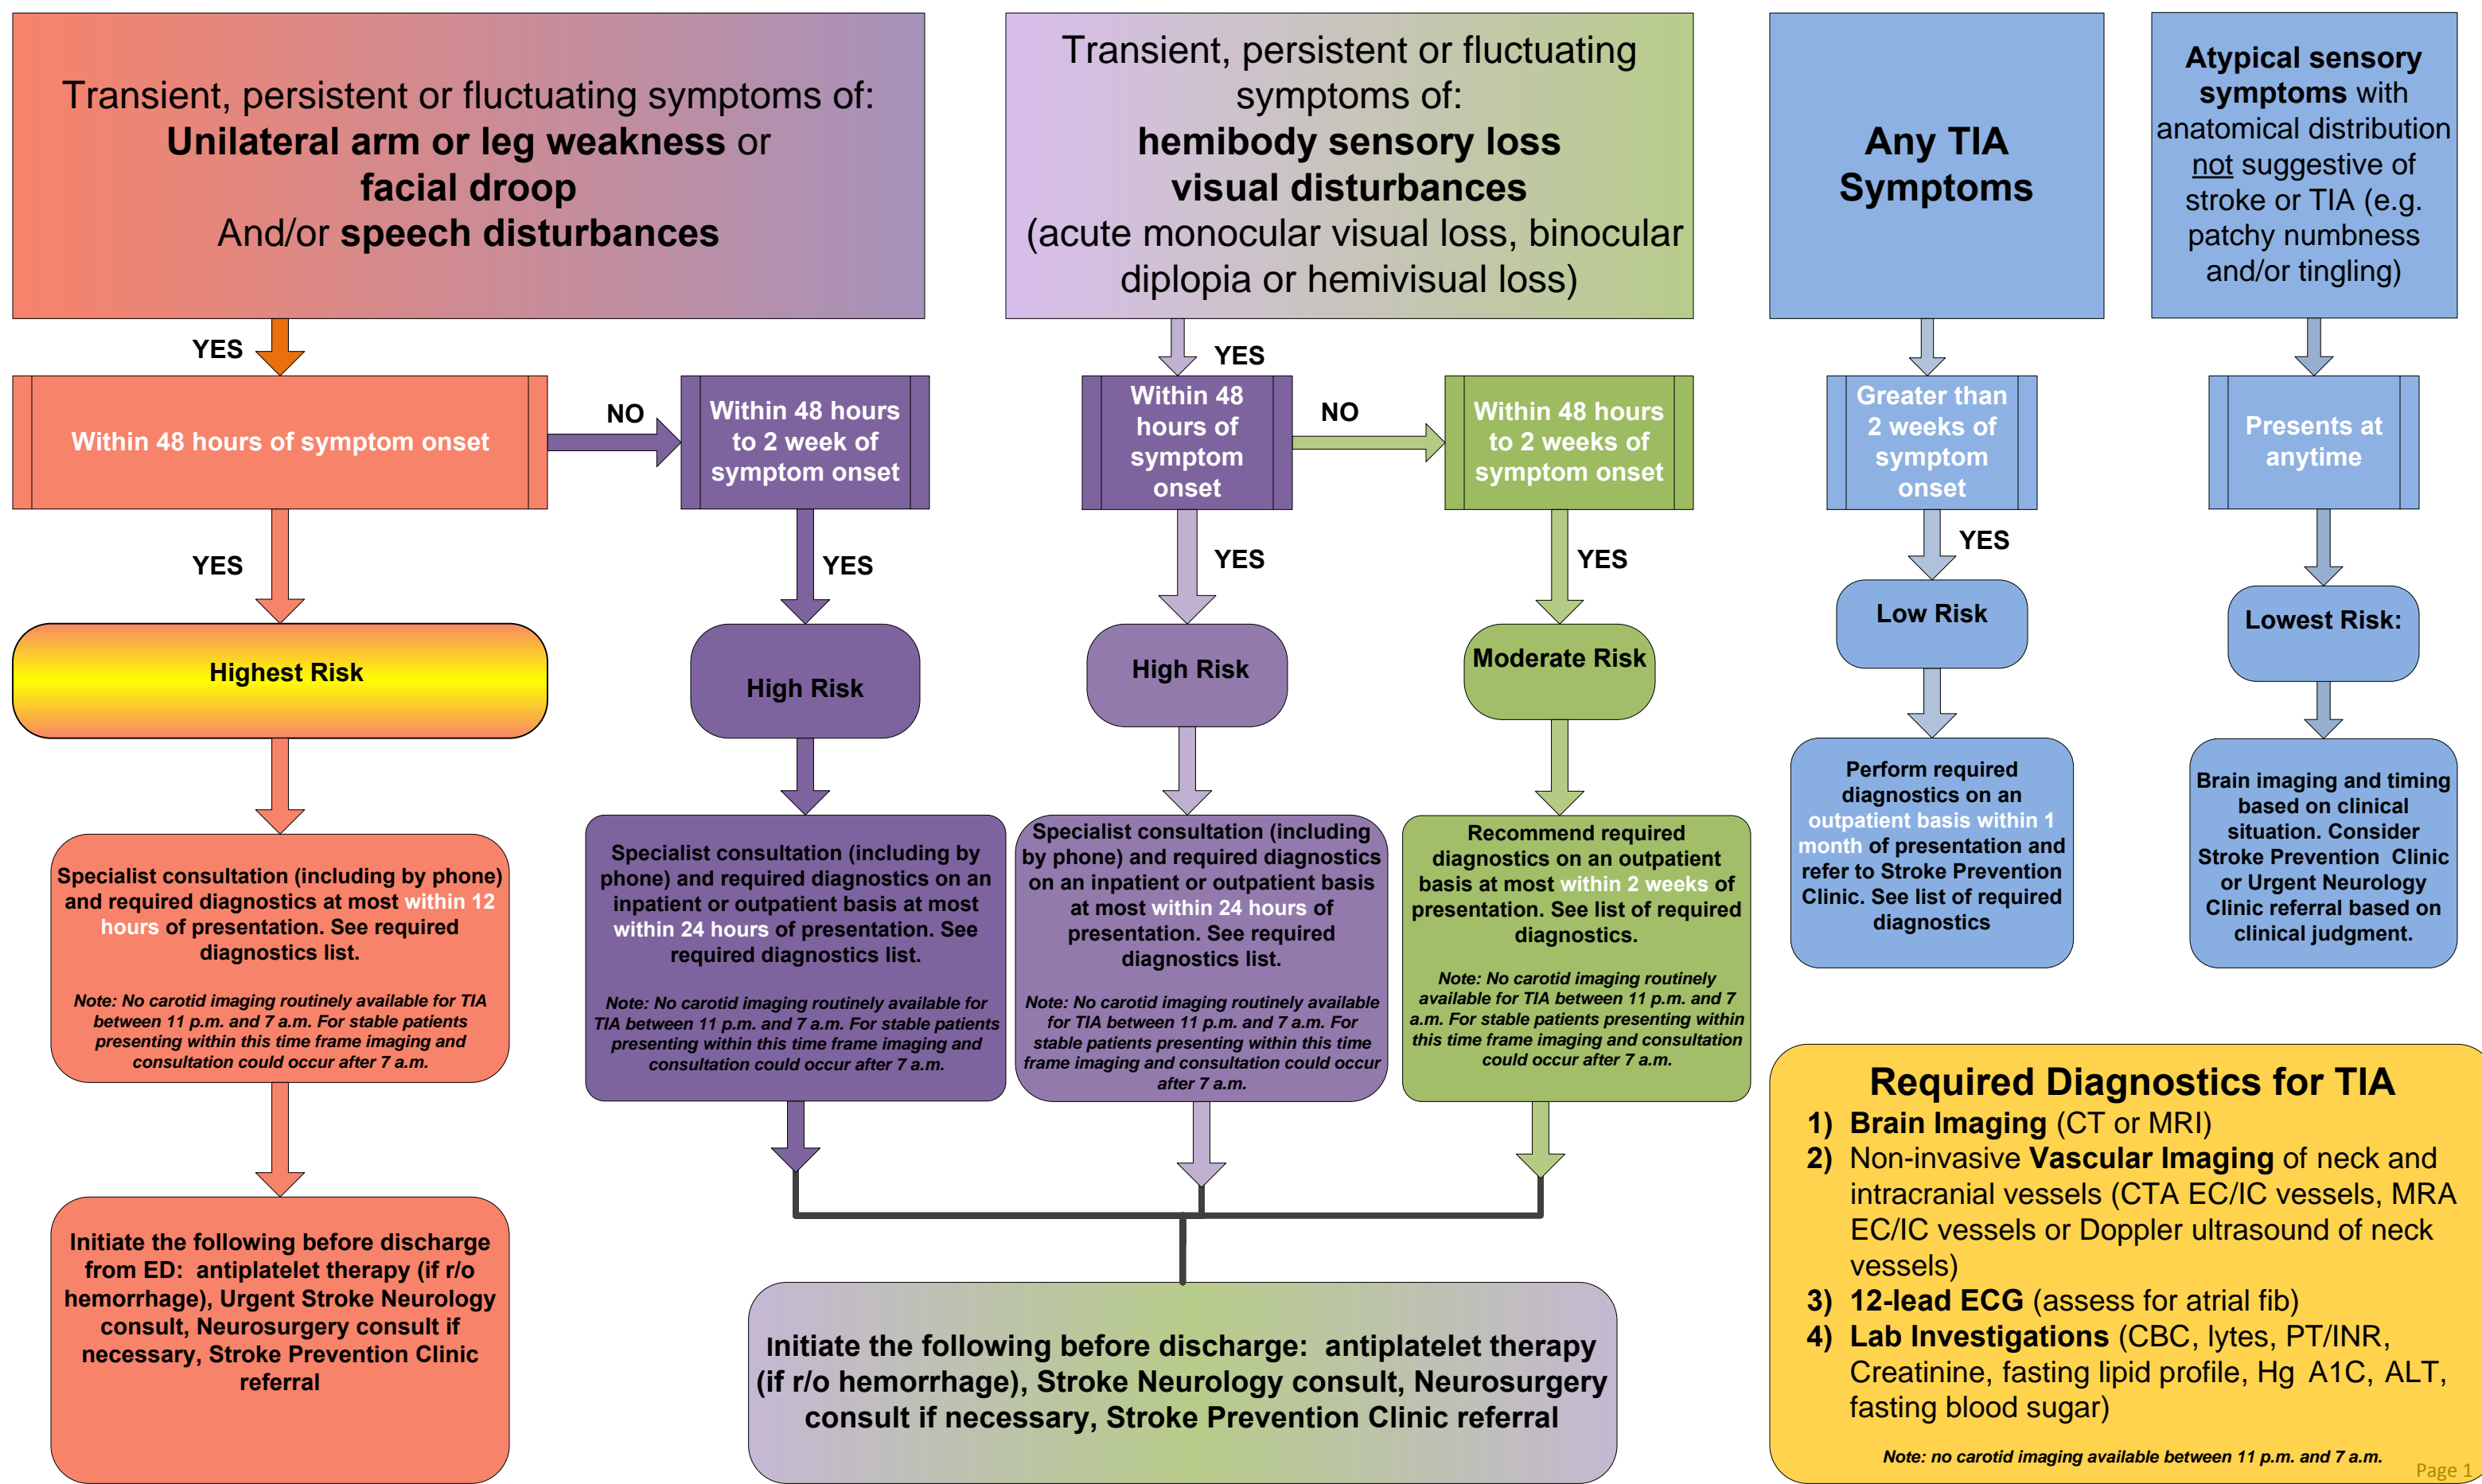 Transient, persistent or fluctuating symptoms of:
Unilateral arm or leg weakness or
facial droop
And/or speech disturbances
YES
Within 48 hours of symptom onset
NO
Within 48 hours
to 2 week of
symptom onset
YES
YES
Highest Risk
High Risk
Specialist consultation (including by phone)
and required diagnostics at most within 12
hours of presentation. See required
diagnostics list.
Note: No carotid imaging routinely available for TIA
between 11 p.m. and 7 a.m. For stable patients
presenting within this time frame imaging and
consultation could occur after 7 a.m.
Specialist consultation (including by
phone) and required diagnostics on an
inpatient or outpatient basis at most
within 24 hours of presentation. See
required diagnostics list.
Note: No carotid imaging routinely available for
TIA between 11 p.m. and 7 a.m. For stable patients
presenting within this time frame imaging and
consultation could occur after 7 a.m.
Initiate the following before discharge
from ED: antiplatelet therapy (if r/o
hemorrhage), Urgent Stroke Neurology
consult, Neurosurgery consult if
necessary, Stroke Prevention Clinic
referral
Transient, persistent or fluctuating
symptoms of:
hemibody sensory loss
visual disturbances
(acute monocular visual loss, binocular
diplopia or hemivisual loss)
YES
Within 48
hours of
symptom
onset
NO
Within 48 hours
to 2 weeks of
symptom onset
YES
YES
High Risk
Moderate Risk
Specialist consultation (including
by phone) and required diagnostics
on an inpatient or outpatient basis
at most within 24 hours of
presentation. See required
diagnostics list.
Note: No carotid imaging routinely available
for TIA between 11 p.m. and 7 a.m. For
stable patients presenting within this time
frame imaging and consultation could occur
after 7 a.m.
Recommend required
diagnostics on an outpatient
basis at most within 2 weeks of
presentation. See list of required
diagnostics.
Note: No carotid imaging routinely
available for TIA between 11 p.m. and 7
a.m. For stable patients presenting within
this time frame imaging and consultation
could occur after 7 a.m.
Initiate the following before discharge: antiplatelet therapy
(if r/o hemorrhage), Stroke Neurology consult, Neurosurgery
consult if necessary, Stroke Prevention Clinic referral
Any TIA
Symptoms
Greater than
2 weeks of
symptom
onset
YES
Low Risk
Perform required
diagnostics on an
outpatient basis within 1
month of presentation and
refer to Stroke Prevention
Clinic. See list of required
diagnostics
Atypical sensory
symptoms with
anatomical distribution
not suggestive of
stroke or TIA (e.g.
patchy numbness
and/or tingling)
Presents at
anytime
Lowest Risk:
Brain imaging and timing
based on clinical
situation. Consider
Stroke Prevention Clinic
or Urgent Neurology
Clinic referral based on
clinical judgment.
Required Diagnostics for TIA
1) Brain Imaging (CT or MRI)
2) Non-invasive Vascular Imaging of neck and
intracranial vessels (CTA EC/IC vessels, MRA
EC/IC vessels or Doppler ultrasound of neck
vessels)
3) 12-lead ECG (assess for atrial fib)
4) Lab Investigations (CBC, lytes, PT/INR,
Creatinine, fasting lipid profile, Hg A1C, ALT,
fasting blood sugar)
Note: no carotid imaging available between 11 p.m. and 7 a.m.
Page 1